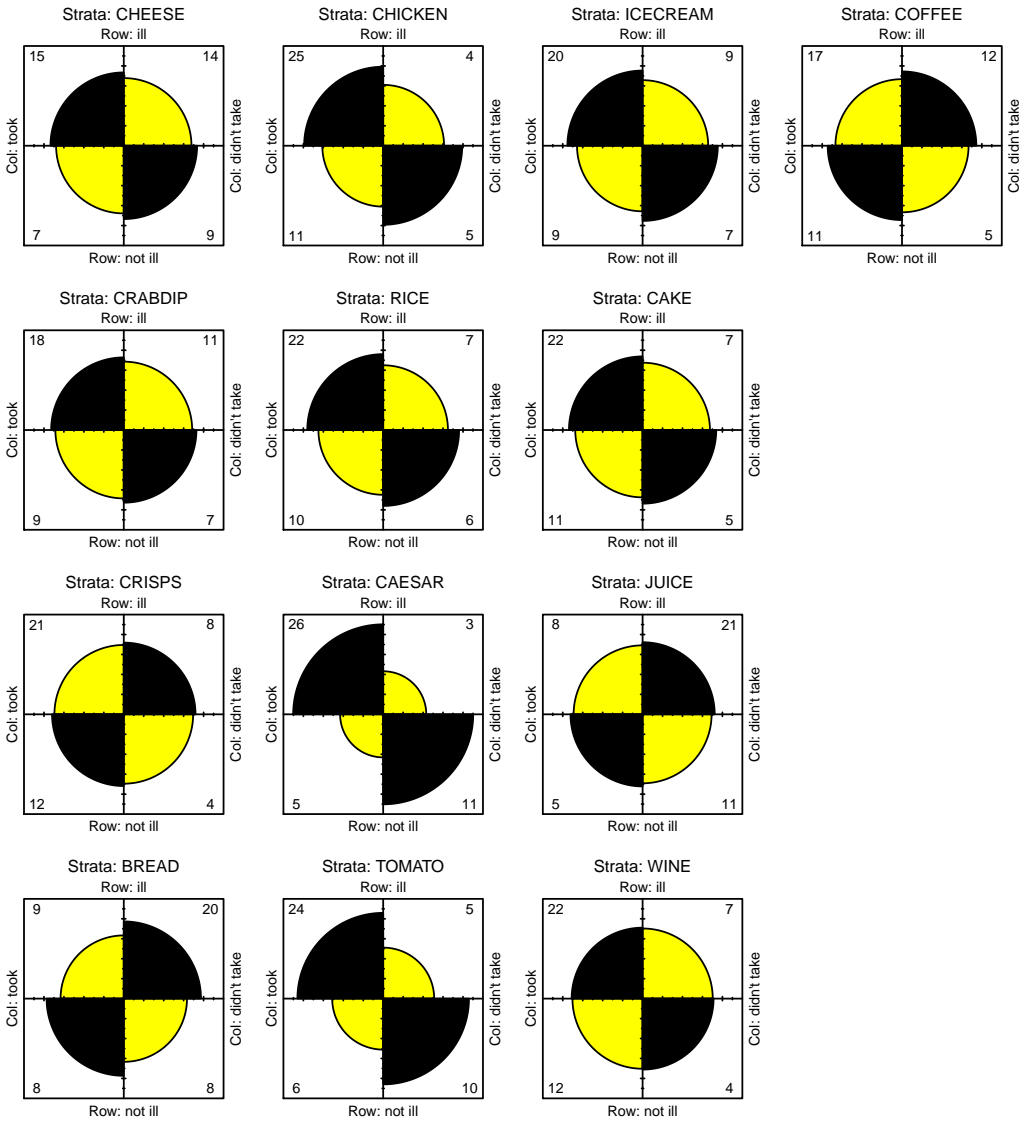 Strata: CHEESE
Row: ill
15 14
Col: took
Col: didn't take
7 9
Row: not ill
Strata: CHICKEN
Row: ill
25 4
Col: took
Col: didn't take
11 5
Row: not ill
Strata: ICECREAM
Row: ill
20 9
Col: took
Col: didn't take
9 7
Row: not ill
Strata: COFFEE
Row: ill
17 12
Col: took
Col: didn't take
11 5
Row: not ill
Strata: CRABDIP
Row: ill
18 11
Col: took
Col: didn't take
9 7
Row: not ill
Strata: RICE
Row: ill
22 7
Col: took
Col: didn't take
10 6
Row: not ill
Strata: CAKE
Row: ill
22 7
Col: took
Col: didn't take
11 5
Row: not ill
Strata: CRISPS
Row: ill
21 8
Col: took
Col: didn't take
12 4
Row: not ill
Strata: CAESAR
Row: ill
26 3
Col: took
Col: didn't take
5 11
Row: not ill
Strata: JUICE
Row: ill
8 21
Col: took
Col: didn't take
5 11
Row: not ill
Strata: BREAD
Row: ill
9 20
Col: took
Col: didn't take
8 8
Row: not ill
Strata: TOMATO
Row: ill
24 5
Col: took
Col: didn't take
6 10
Row: not ill
Strata: WINE
Row: ill
22 7
Col: took
Col: didn't take
12 4
Row: not ill